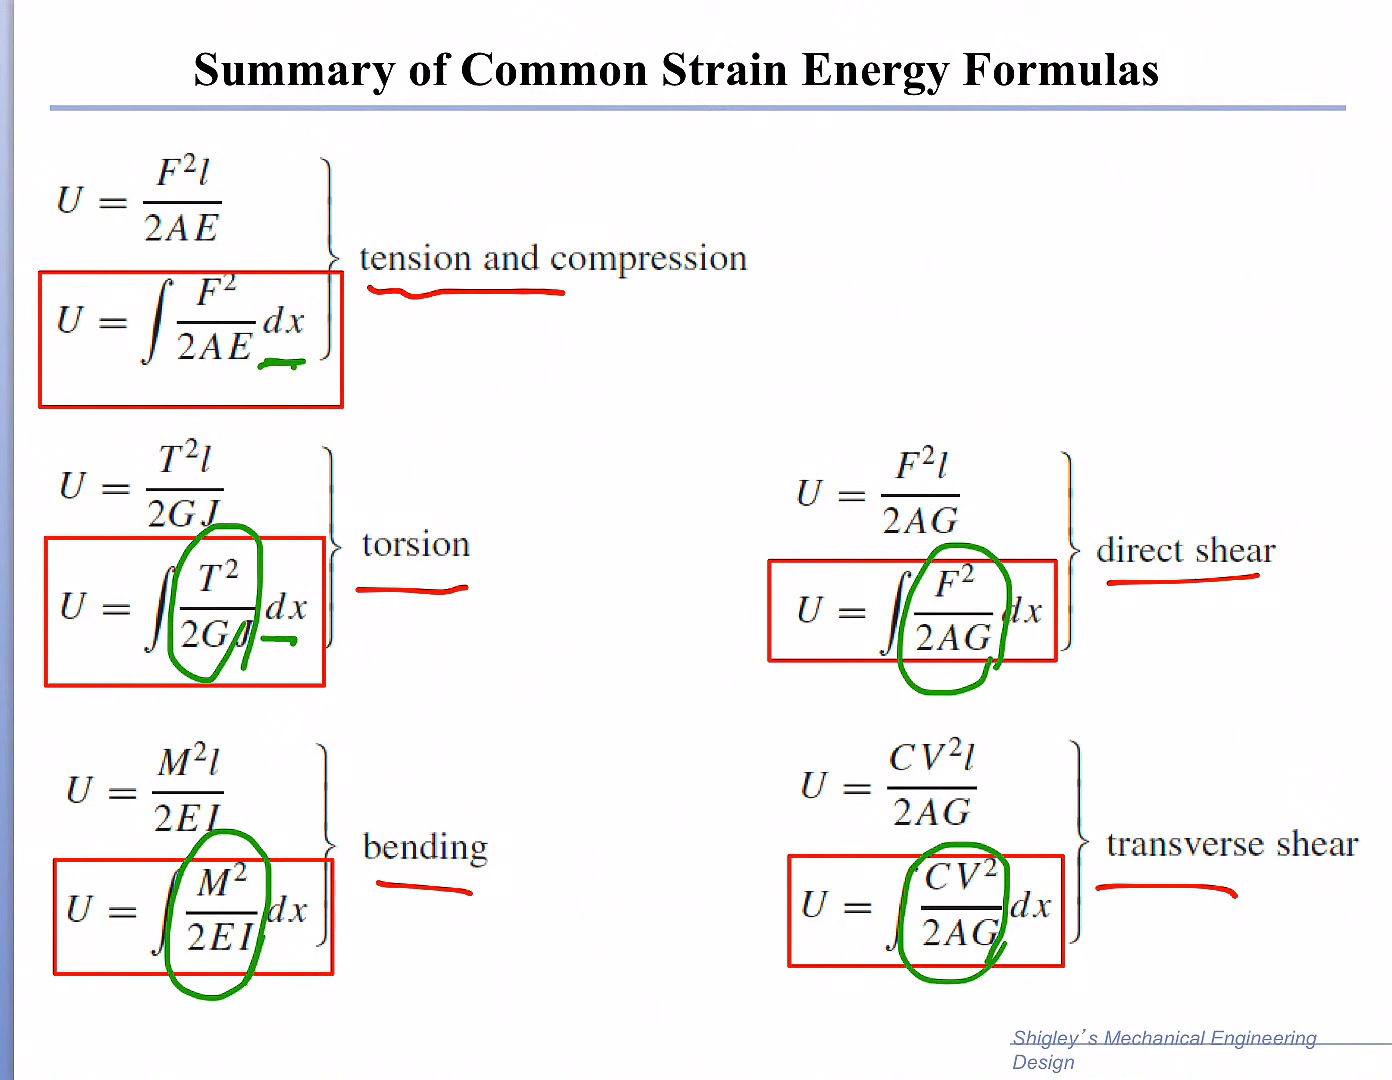 Summary of Common Strain Energy Formulas
U = F²l / 2AE
U = ∫ F² / 2AE dx
tension and compression
U = T²l / 2GJ
U = ∫ T² / 2GJ dx
torsion
U = M²l / 2EI
U = ∫ M² / 2EI dx
bending
U = F²l / 2AG
U = ∫ F² / 2AG dx
direct shear
U = CV²l / 2AG
U = ∫ CV² / 2AG dx
transverse shear
Shigley's Mechanical Engineering
Design